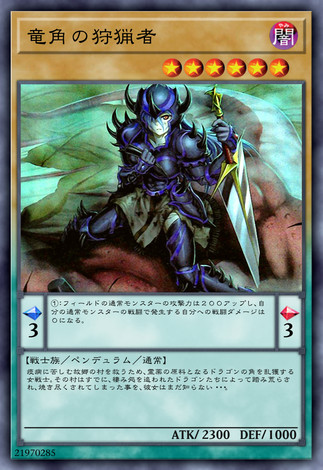 竜角の狩猟者
闇
やみ
①：フィールドの通常モンスターの攻撃力は２００アップし、自
分の通常モンスターの戦闘で発生する自分への戦闘ダメージは
０になる。
3
3
【戦士族／ペンデュラム／通常】
疫病に苦しむ故郷の村を救うため、霊薬の原料となるドラゴンの角を乱獲する
女戦士。その村はすでに、棲み処を追われたドラゴンたちによって踏み荒らさ
れ、焼き尽くされてしまった事を、彼女はまだ知らない・・・。
ATK/ 2300 DEF/1000
21970285